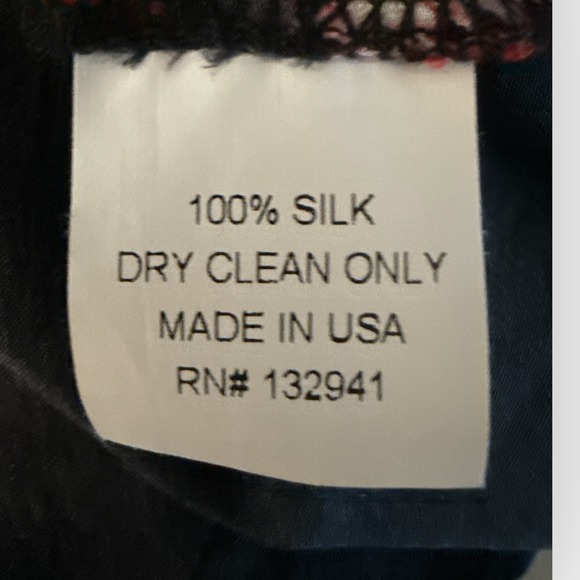 100% SILK
DRY CLEAN ONLY
MADE IN USA
RN# 132941